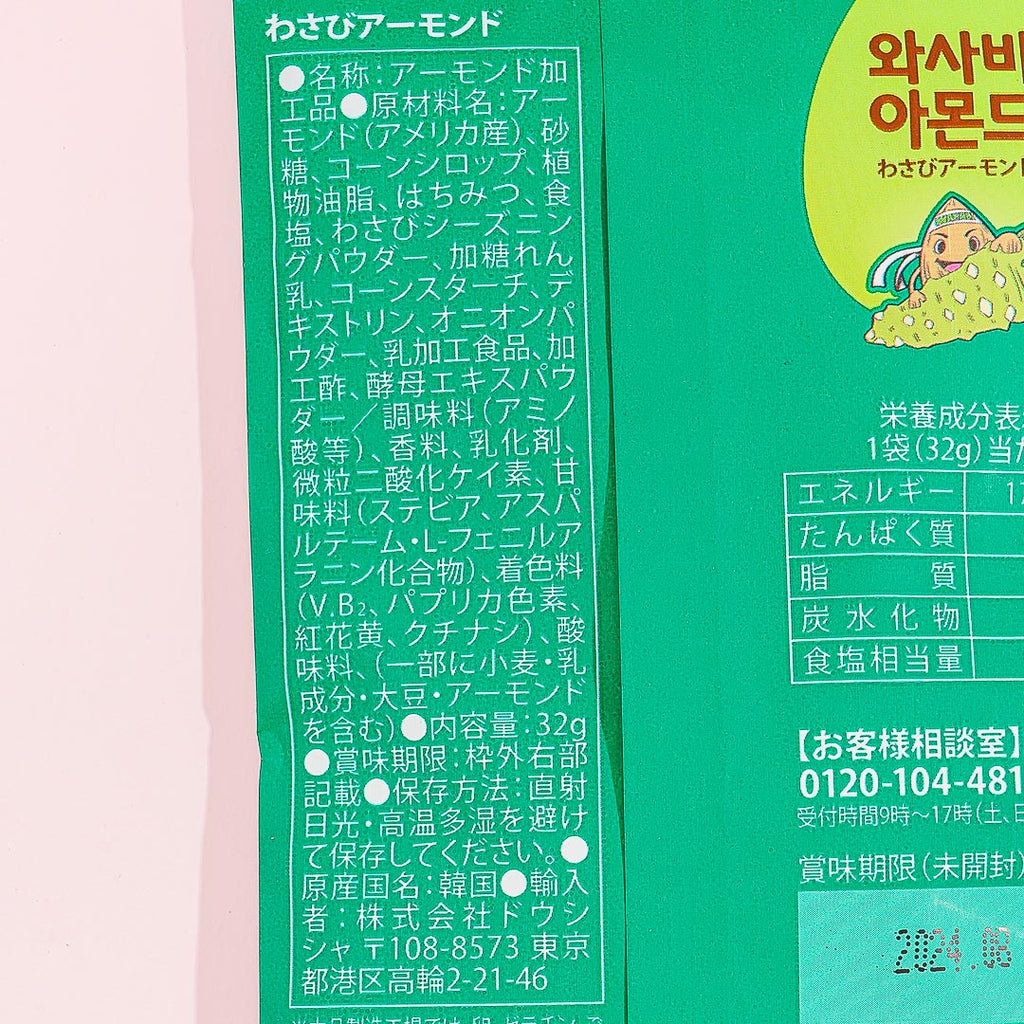 わさびアーモンド
●名称：アーモンド加
工品●原材料名：アー
モンド（アメリカ産）、砂
糖、コーンシロップ、植
物油脂、はちみつ、食
塩、わさびシーズニン
グパウダー、加糖れん
乳、コーンスターチ、デ
キストリン、オニオンパ
ウダー、乳加工食品、加
工酢、酵母エキスパウ
ダー／調味料（アミノ
酸等）、香料、乳化剤、
微粒二酸化ケイ素、甘
味料（ステビア、アスパ
ルテーム・L-フェニルア
ラニン化合物）、着色料
（V.B₂、パプリカ色素、
紅花黄、クチナシ）、酸
味料、（一部に小麦・乳
成分・大豆・アーモンド
を含む）●内容量：32g
●賞味期限：枠外右部
記載●保存方法：直射
日光・高温多湿を避け
て保存してください。●
原産国名：韓国●輸入
者：株式会社ドウシ
シャ 〒108-8573 東京
都港区高輪2-21-46
와사비
아몬드
わさびアーモンド
栄養成分表
1袋（32g）当た
エネルギー 17
たんぱく質
脂質
炭水化物
食塩相当量
【お客様相談室】
0120-104-481
受付時間9時〜17時（土、日
賞味期限（未開封）
2024.08